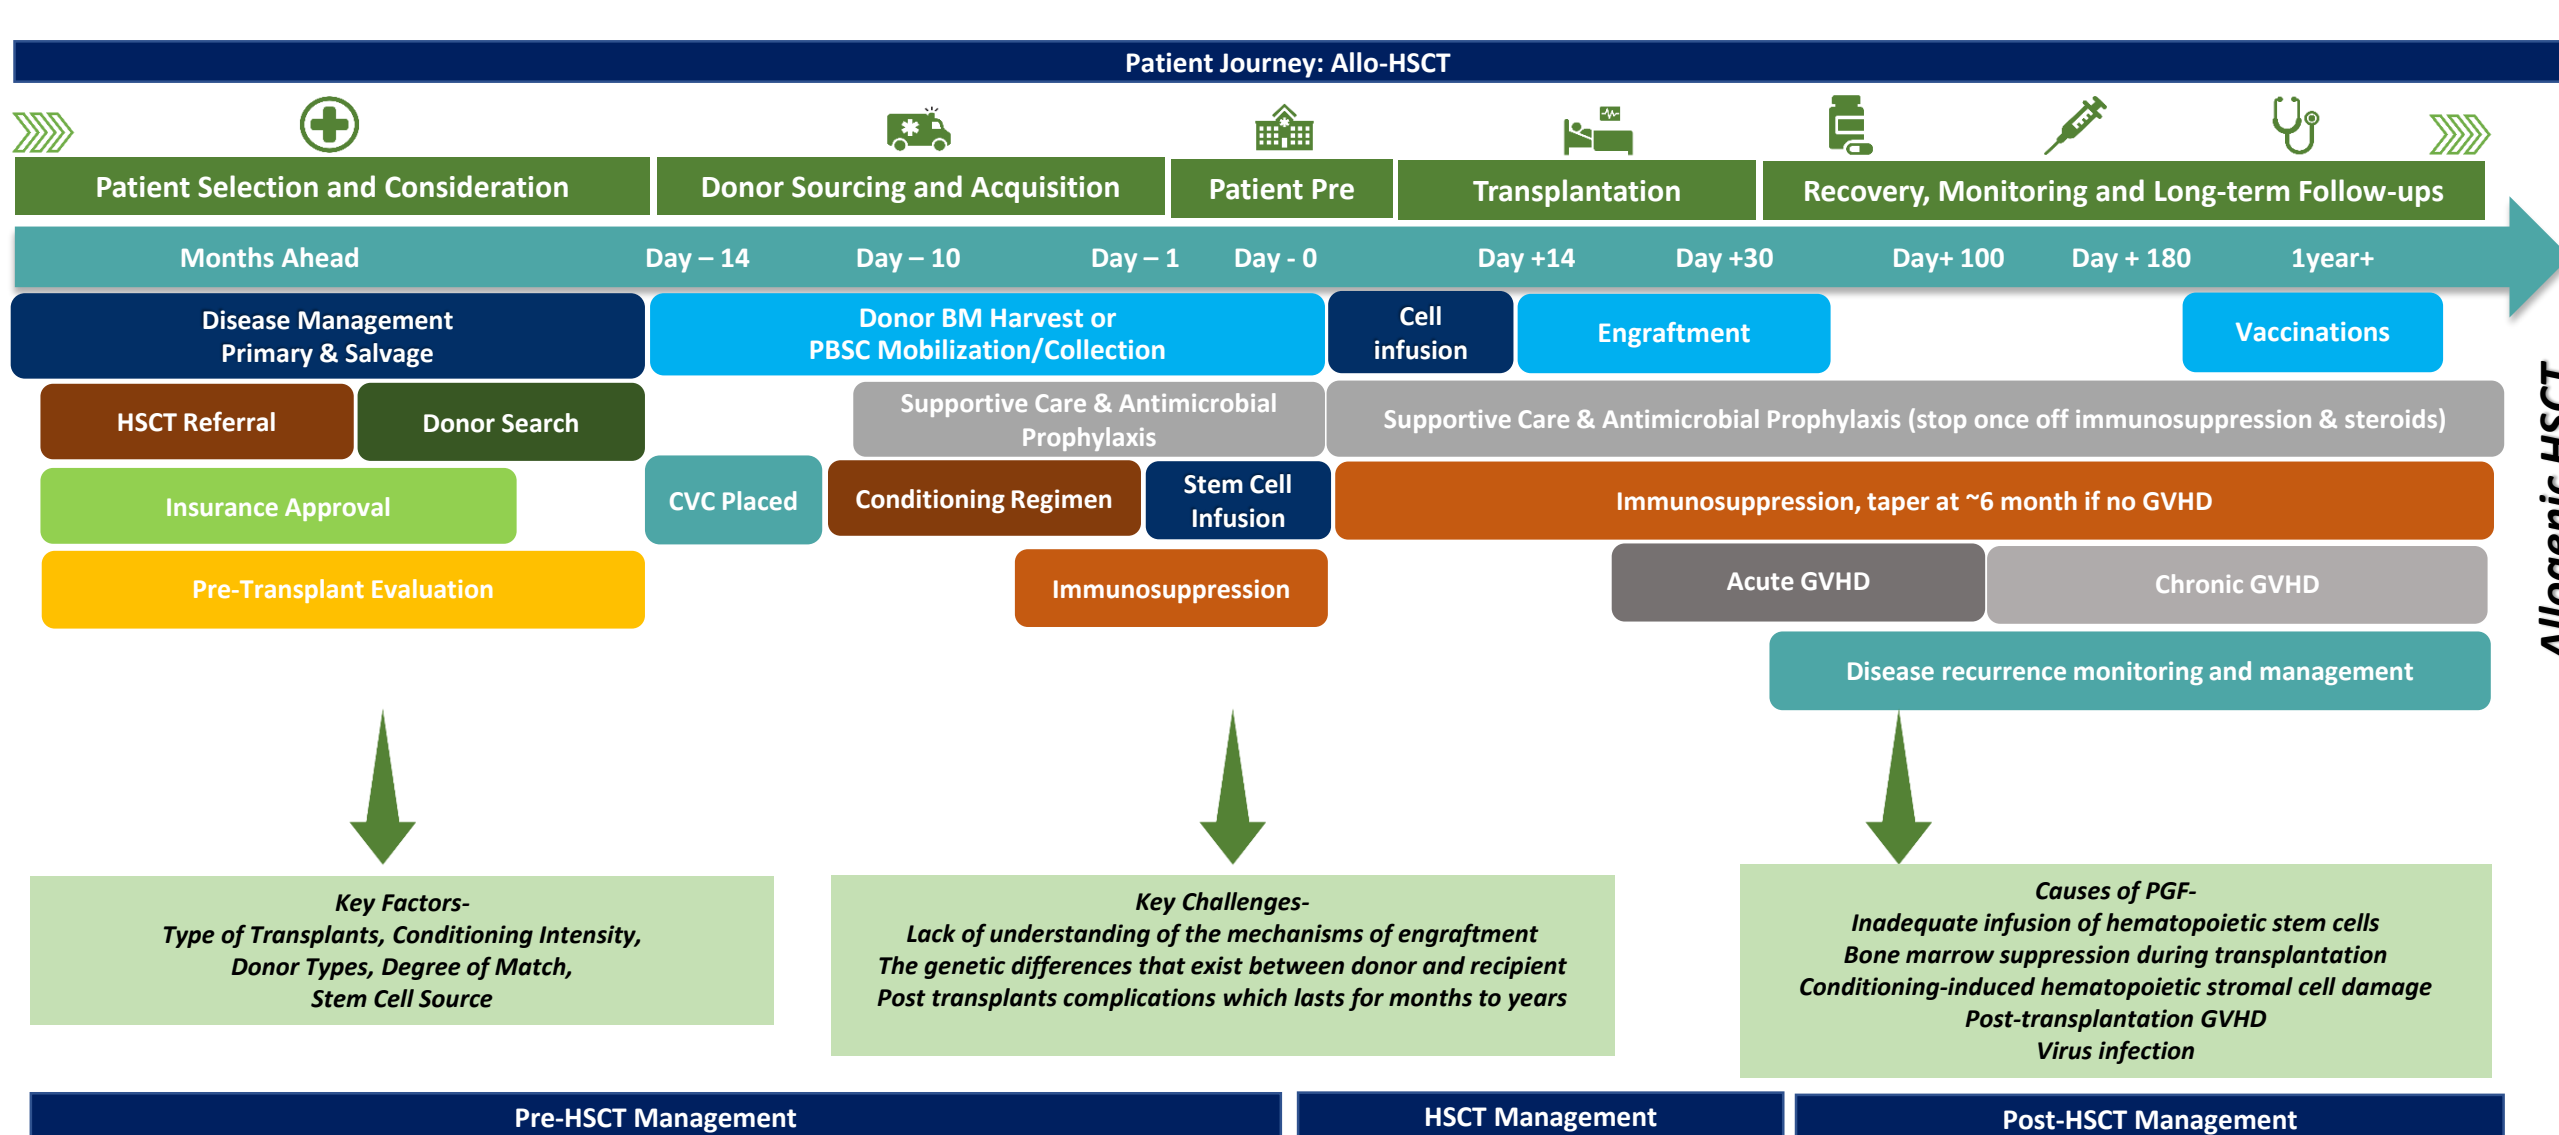 Patient Journey: Allo-HSCT
Patient Selection and Consideration
Donor Sourcing and Acquisition
Patient Pre
Transplantation
Recovery, Monitoring and Long-term Follow-ups
Months Ahead
Day – 14
Day – 10
Day – 1
Day - 0
Day +14
Day +30
Day+ 100
Day + 180
1year+
Disease Management
Primary & Salvage
Donor BM Harvest or
PBSC Mobilization/Collection
Cell
infusion
Engraftment
Vaccinations
HSCT Referral
Donor Search
Supportive Care & Antimicrobial
Prophylaxis
Supportive Care & Antimicrobial Prophylaxis (stop once off immunosuppression & steroids)
Insurance Approval
CVC Placed
Conditioning Regimen
Stem Cell
Infusion
Immunosuppression, taper at ~6 month if no GVHD
Pre-Transplant Evaluation
Immunosuppression
Acute GVHD
Chronic GVHD
Disease recurrence monitoring and management
Allogenic HSCT
Key Factors-
Type of Transplants, Conditioning Intensity,
Donor Types, Degree of Match,
Stem Cell Source
Key Challenges-
Lack of understanding of the mechanisms of engraftment
The genetic differences that exist between donor and recipient
Post transplants complications which lasts for months to years
Causes of PGF-
Inadequate infusion of hematopoietic stem cells
Bone marrow suppression during transplantation
Conditioning-induced hematopoietic stromal cell damage
Post-transplantation GVHD
Virus infection
Pre-HSCT Management
HSCT Management
Post-HSCT Management